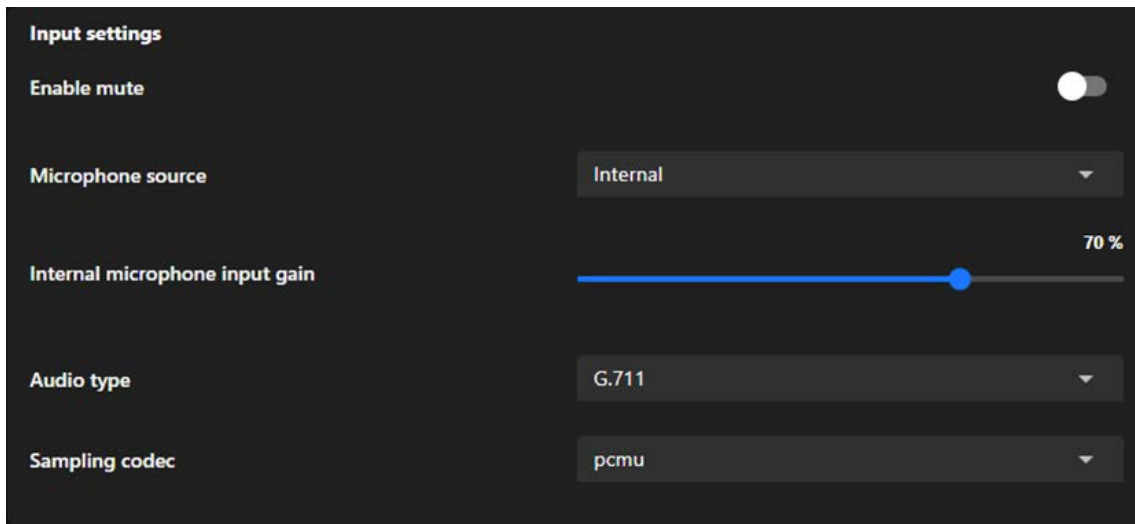 Input settings
Enable mute
Microphone source
Internal
70 %
Internal microphone input gain
Audio type
G.711
Sampling codec
pcmu